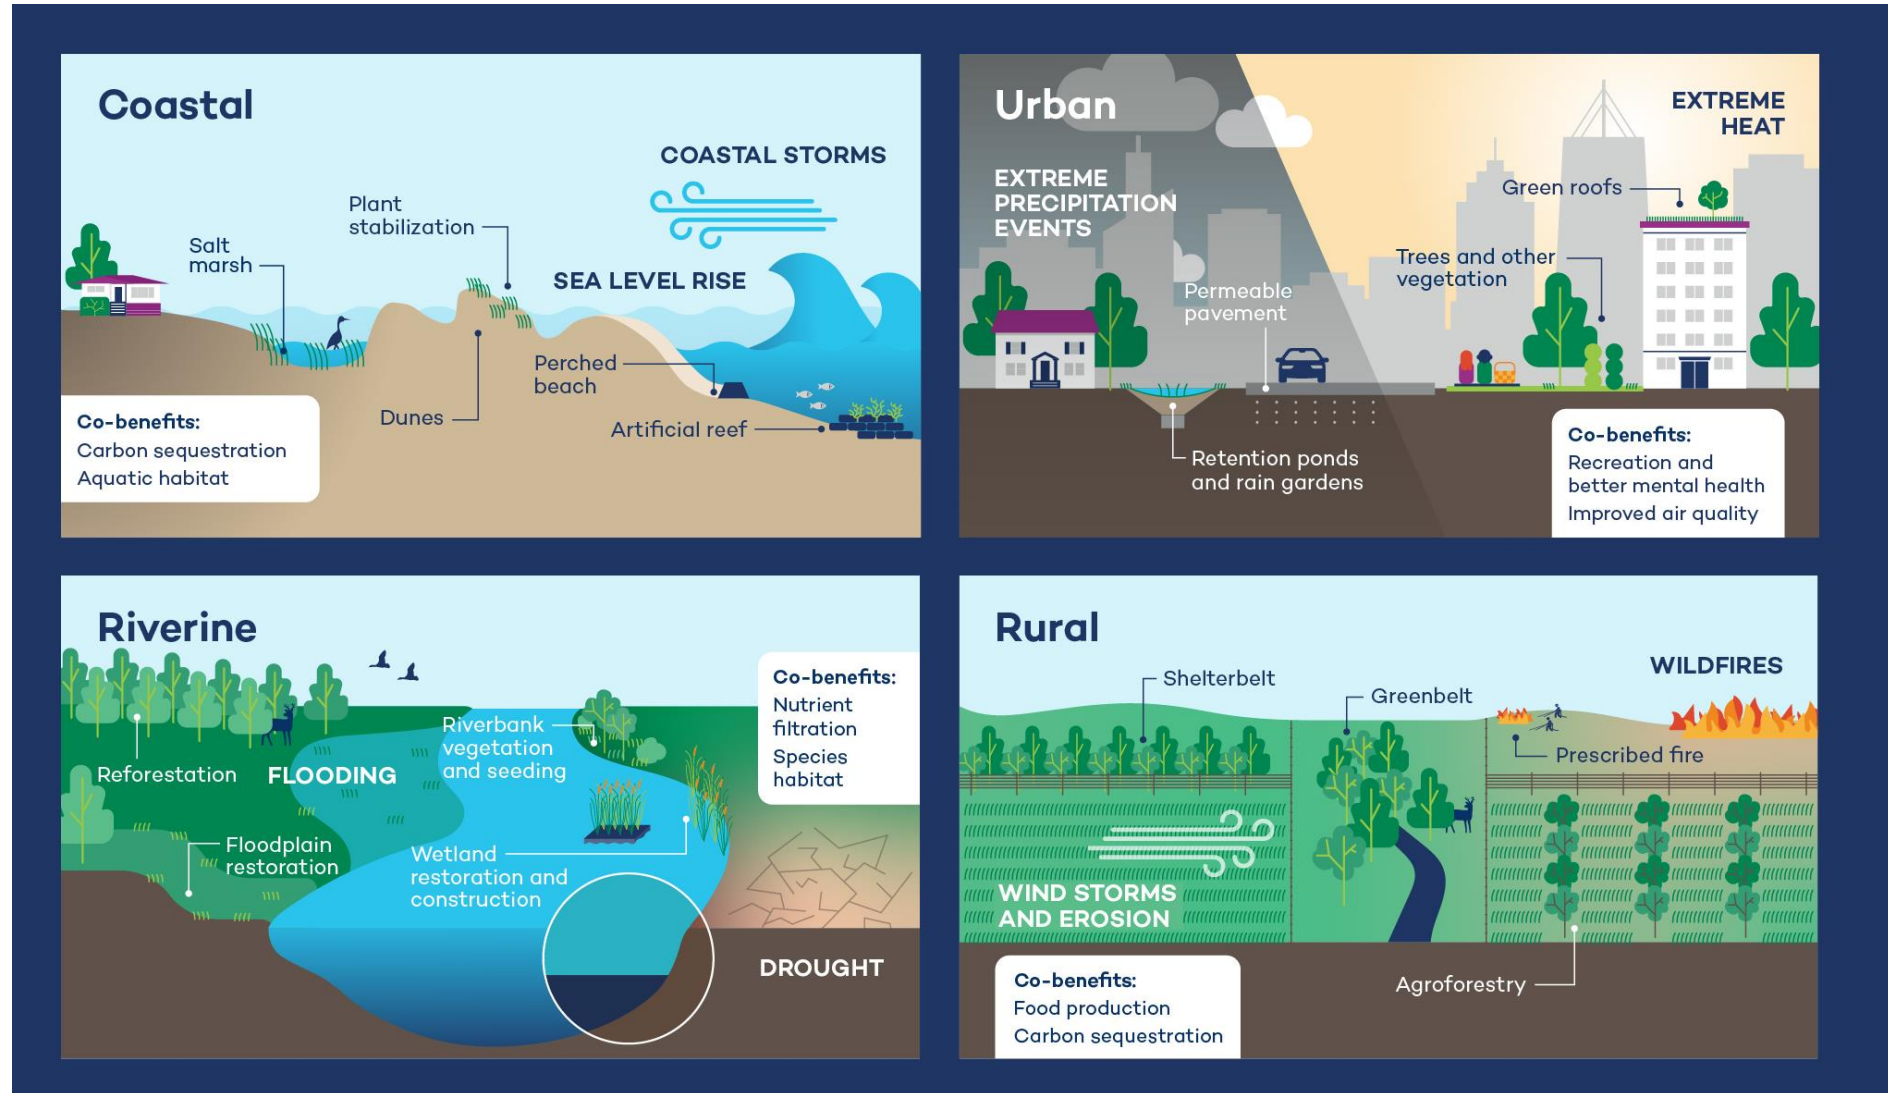 Coastal
COASTAL STORMS
Plant
stabilization
Salt
marsh
SEA LEVEL RISE
Perched
beach
Dunes
Artificial reef
Co-benefits:
Carbon sequestration
Aquatic habitat
Urban
EXTREME
HEAT
EXTREME
PRECIPITATION
EVENTS
Green roofs
Trees and other
vegetation
Permeable
pavement
Retention ponds
and rain gardens
Co-benefits:
Recreation and
better mental health
Improved air quality
Riverine
Co-benefits:
Nutrient
filtration
Species
habitat
Riverbank
vegetation
and seeding
Reforestation
FLOODING
Floodplain
restoration
Wetland
restoration and
construction
DROUGHT
Rural
WILDFIRES
Shelterbelt
Greenbelt
Prescribed fire
WIND STORMS
AND EROSION
Agroforestry
Co-benefits:
Food production
Carbon sequestration